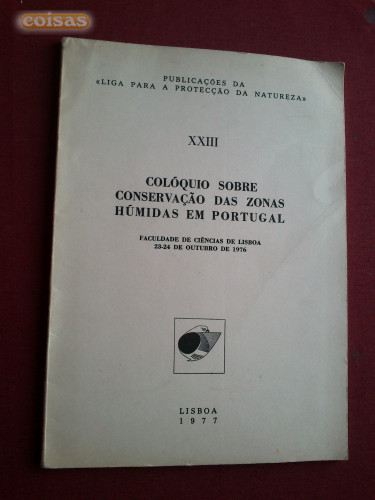 coisas
PUBLICAÇÕES DA
«LIGA PARA A PROTECÇÃO DA NATUREZA»
XXIII
COLÓQUIO SOBRE
CONSERVAÇÃO DAS ZONAS
HÚMIDAS EM PORTUGAL
FACULDADE DE CIÊNCIAS DE LISBOA
23-24 DE OUTUBRO DE 1976
LISBOA
1977